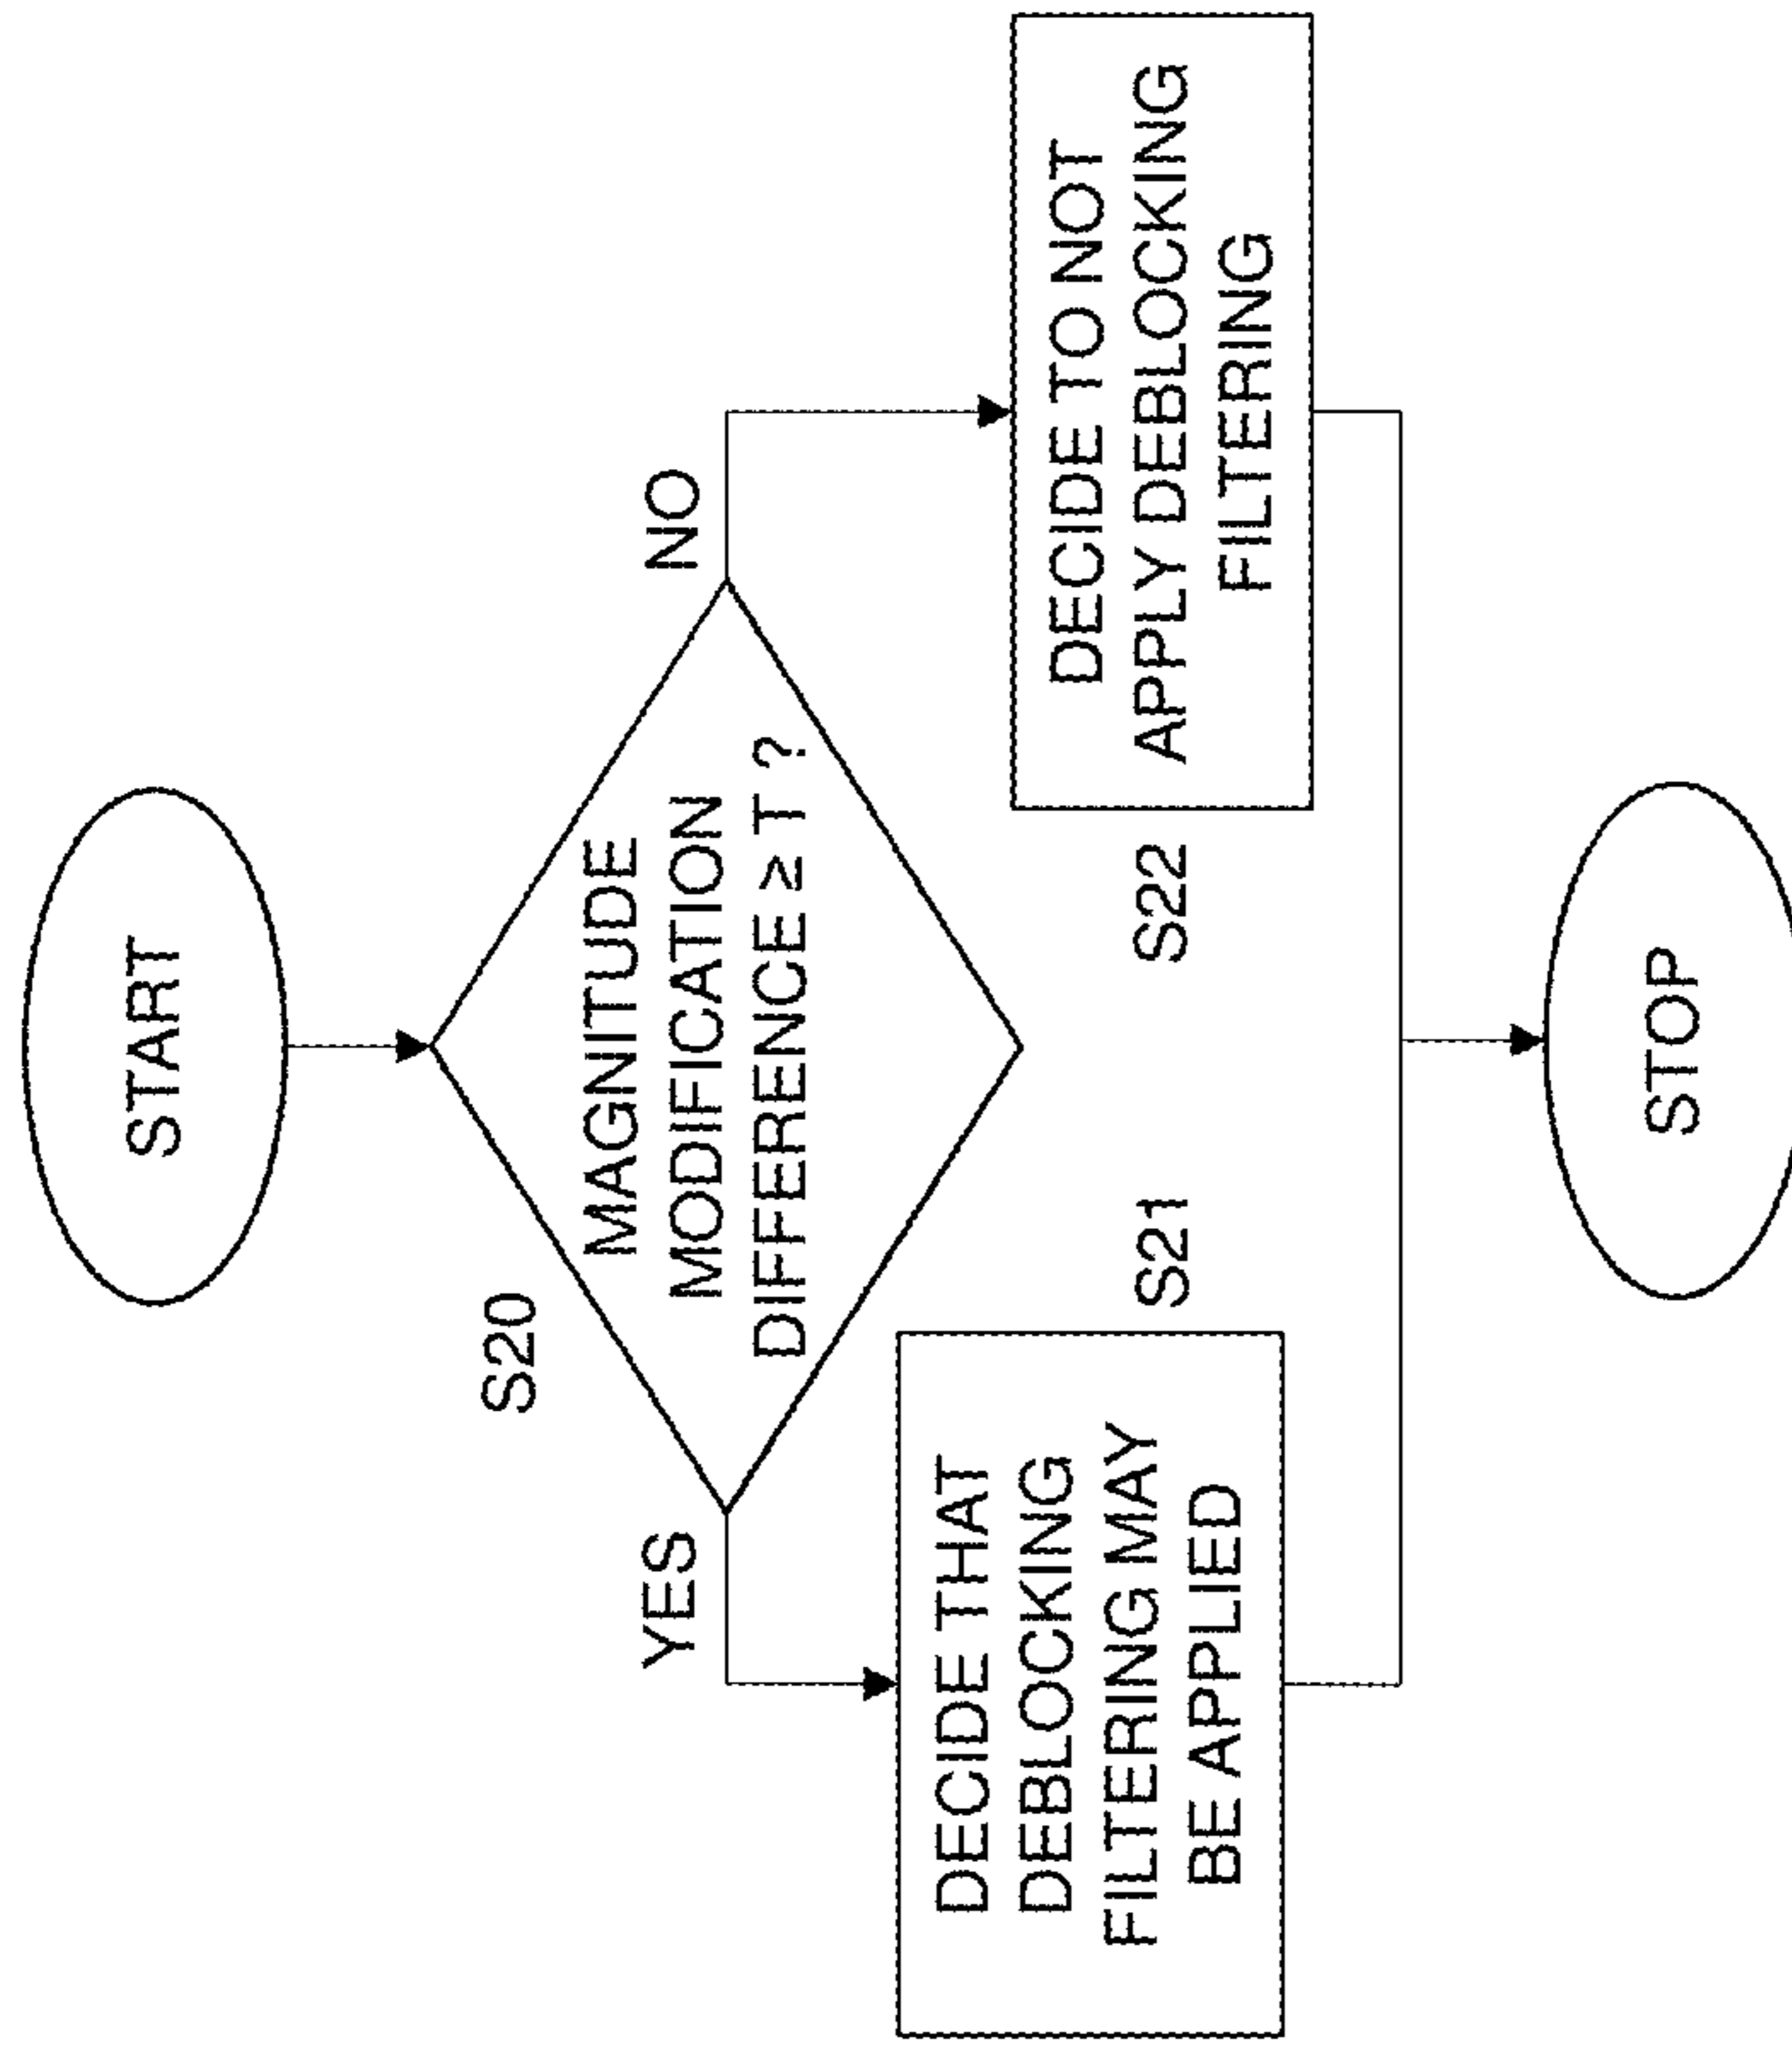 START
S20
MAGNITUDE
MODIFICATION
DIFFERENCE ≥ T ?
YES
NO
DECIDE THAT
DEBLOCKING
FILTERING MAY
BE APPLIED
S21
S22
DECIDE TO NOT
APPLY DEBLOCKING
FILTERING
STOP